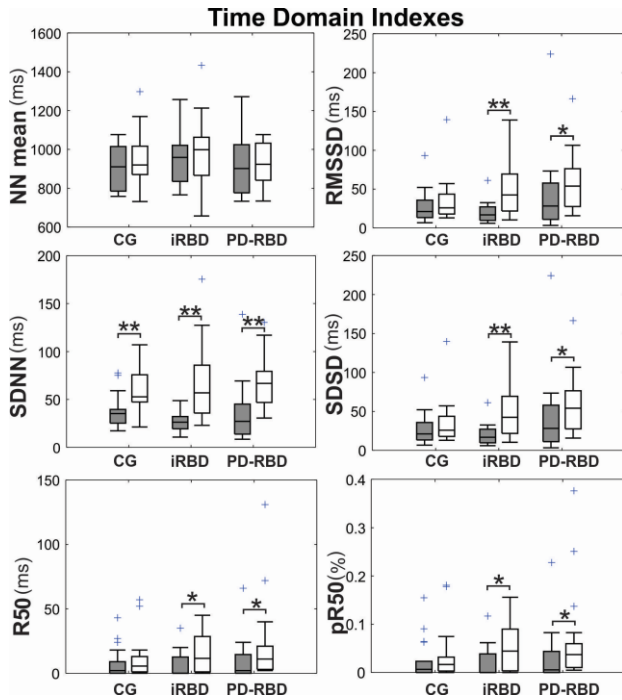 Time Domain Indexes
NN mean (ms)
1600
1400
1200
1000
800
600
CG
iRBD
PD-RBD
RMSSD (ms)
250
200
150
100
50
0
**
*
CG
iRBD
PD-RBD
SDNN (ms)
200
150
100
50
0
**
**
**
CG
iRBD
PD-RBD
SDSD (ms)
250
200
150
100
50
0
**
*
CG
iRBD
PD-RBD
R50 (ms)
150
100
50
0
*
*
CG
iRBD
PD-RBD
pR50 (%)
0.4
0.3
0.2
0.1
0
*
*
CG
iRBD
PD-RBD